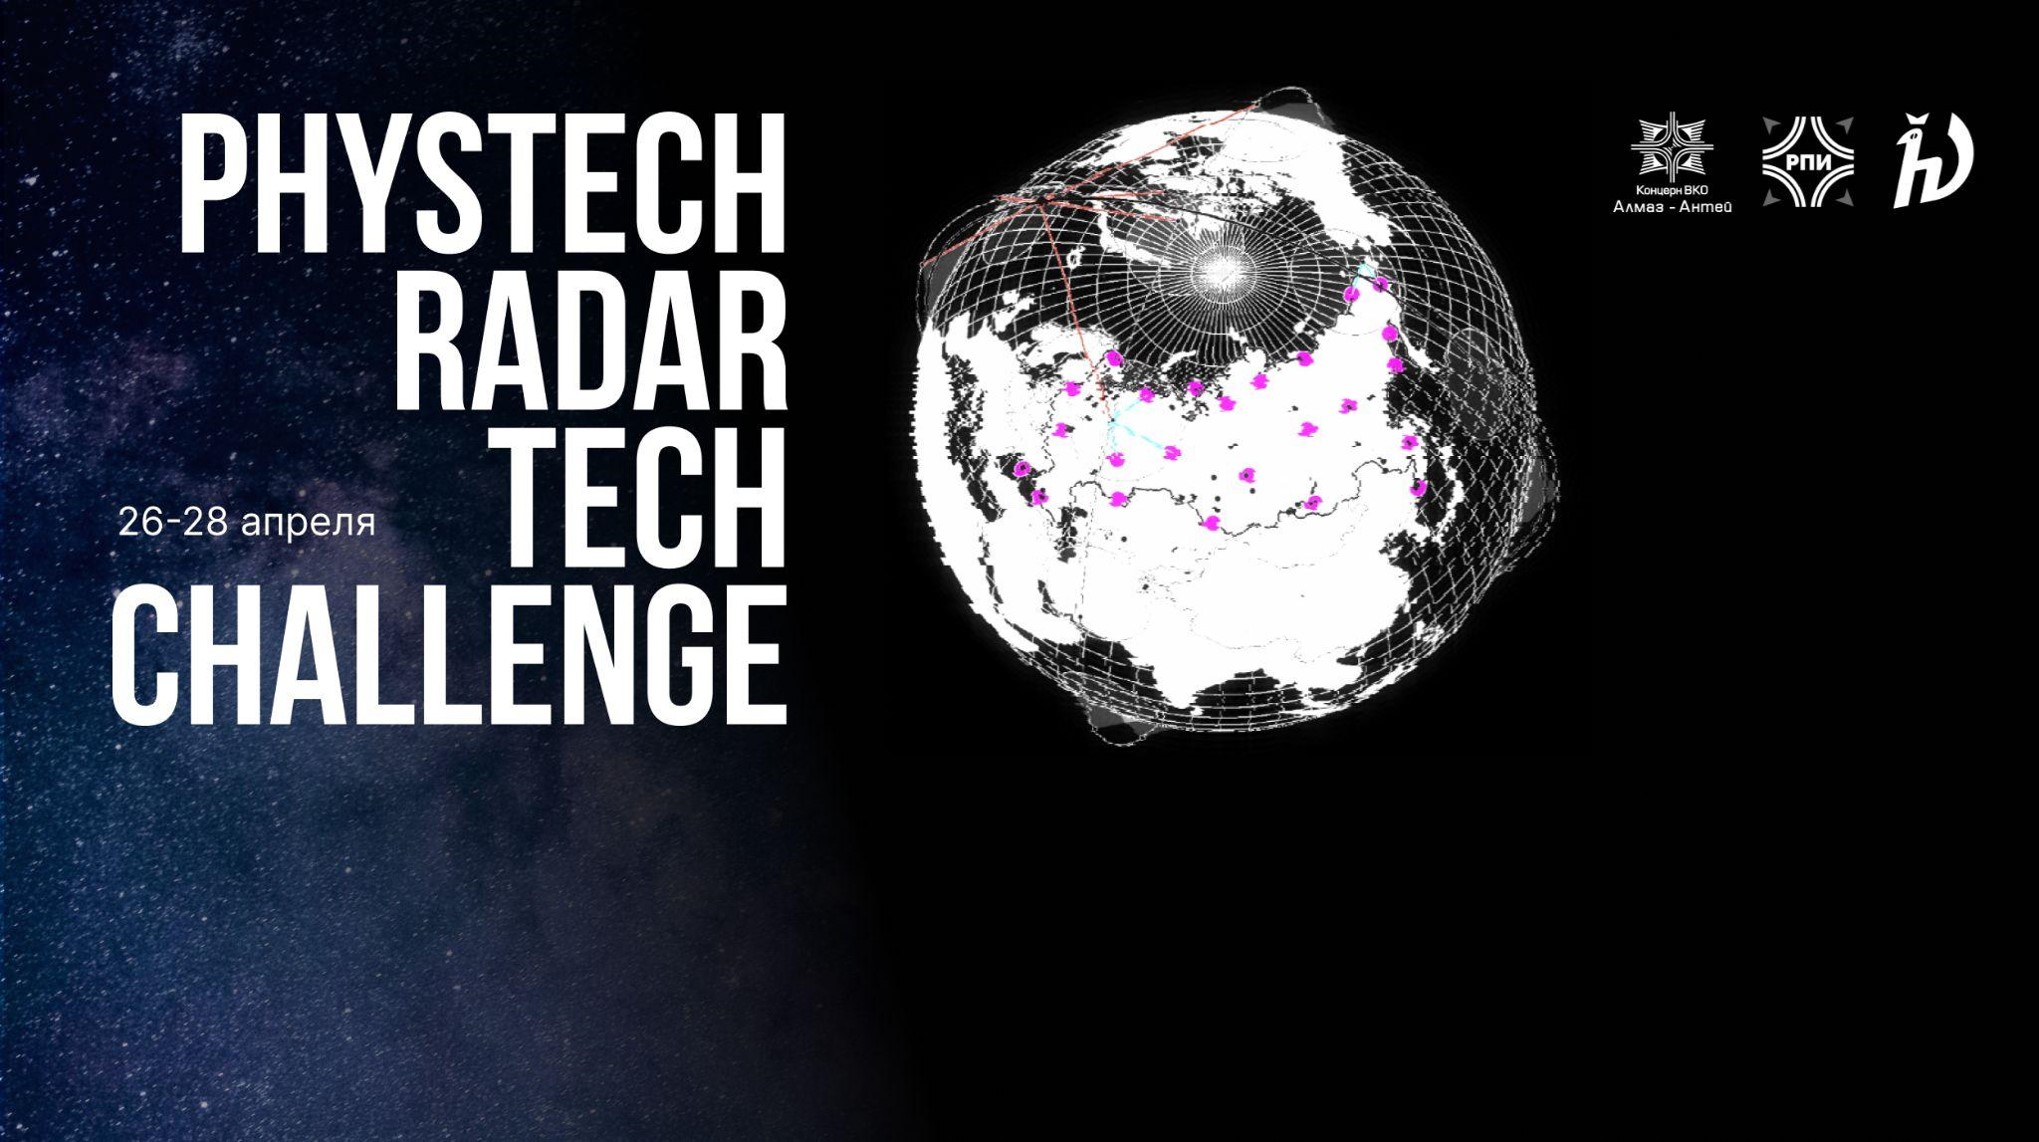 PHYSTECH
RADAR
TECH
26-28 апреля
CHALLENGE
Концерн ВКО
Алмаз - Антей
РПИ